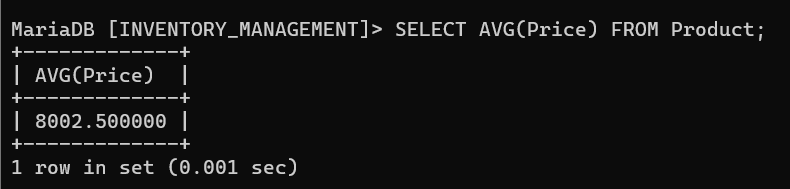 MariaDB [INVENTORY_MANAGEMENT]> SELECT AVG(Price) FROM Product;
+-------------+
| AVG(Price)  |
+-------------+
| 8002.500000 |
+-------------+
1 row in set (0.001 sec)